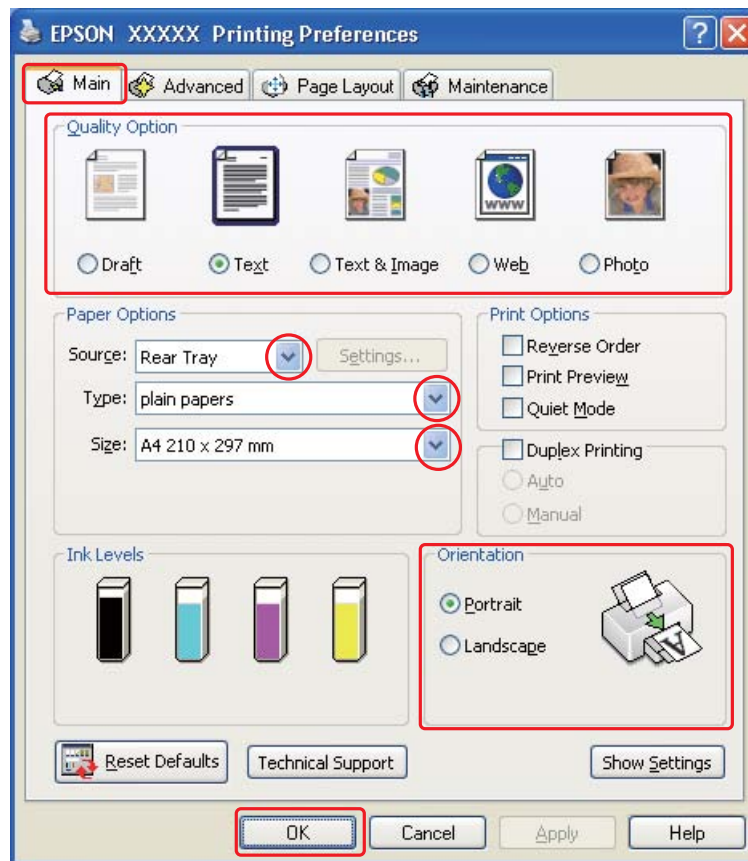 EPSON XXXXX Printing Preferences
Main
Advanced
Page Layout
Maintenance
Quality Option
WWW
Draft
Text
Text & Image
Web
Photo
Paper Options
Source: Rear Tray
Settings...
Type: plain papers
Size: A4 210 x 297 mm
Print Options
Reverse Order
Print Preview
Quiet Mode
Duplex Printing
Auto
Manual
Ink Levels
Orientation
Portrait
Landscape
A
Reset Defaults
Technical Support
Show Settings
OK
Cancel
Apply
Help